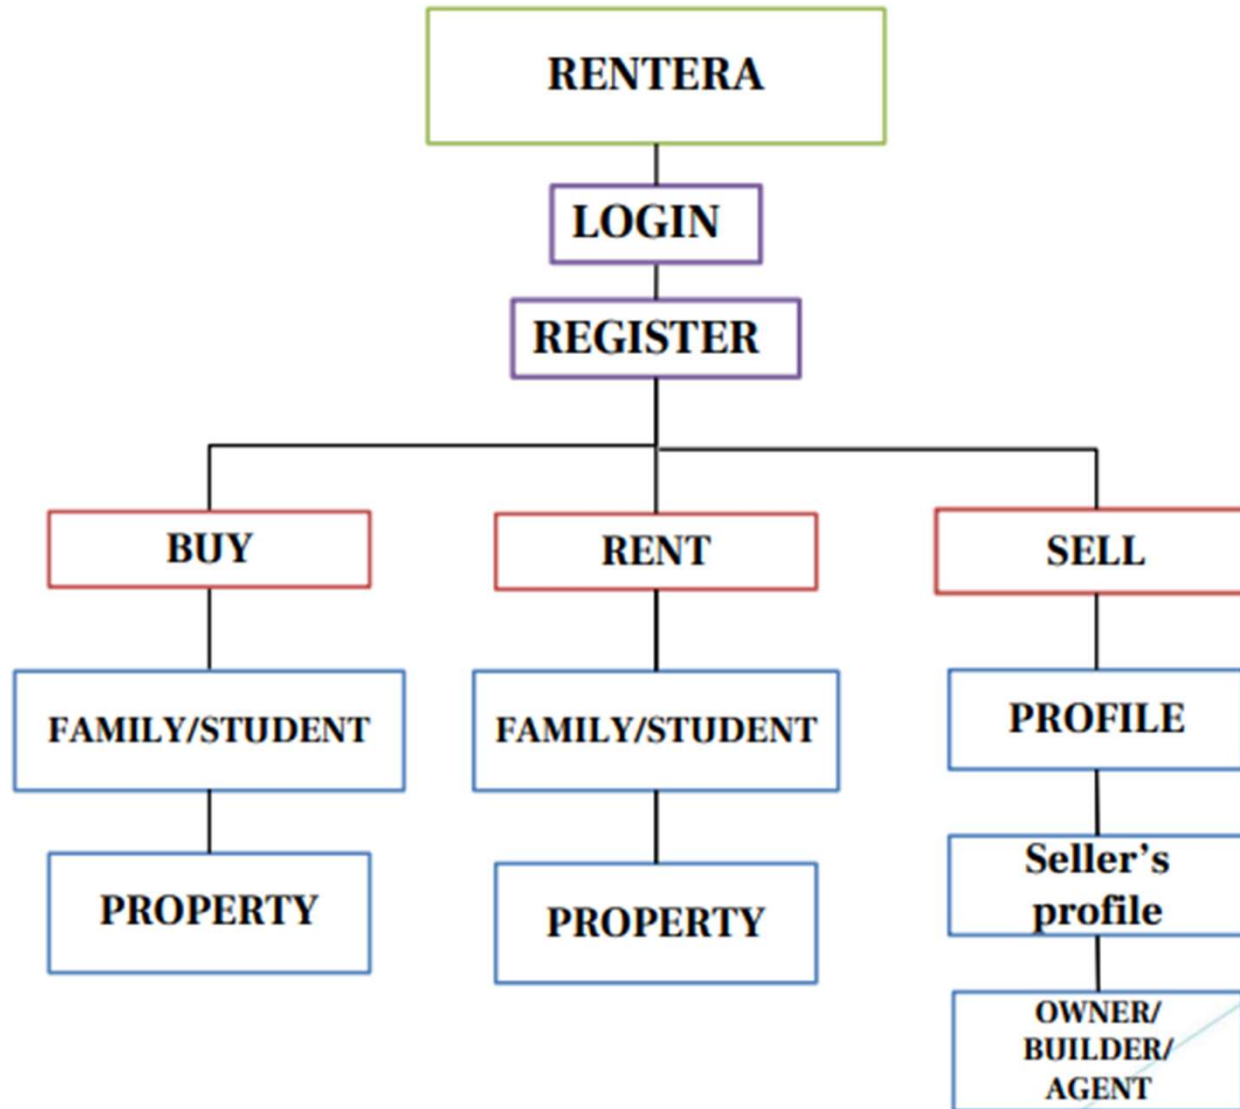 RENTERA
LOGIN
REGISTER
BUY
RENT
SELL
FAMILY/STUDENT
FAMILY/STUDENT
PROFILE
PROPERTY
PROPERTY
Seller’s
profile
OWNER/
BUILDER/
AGENT